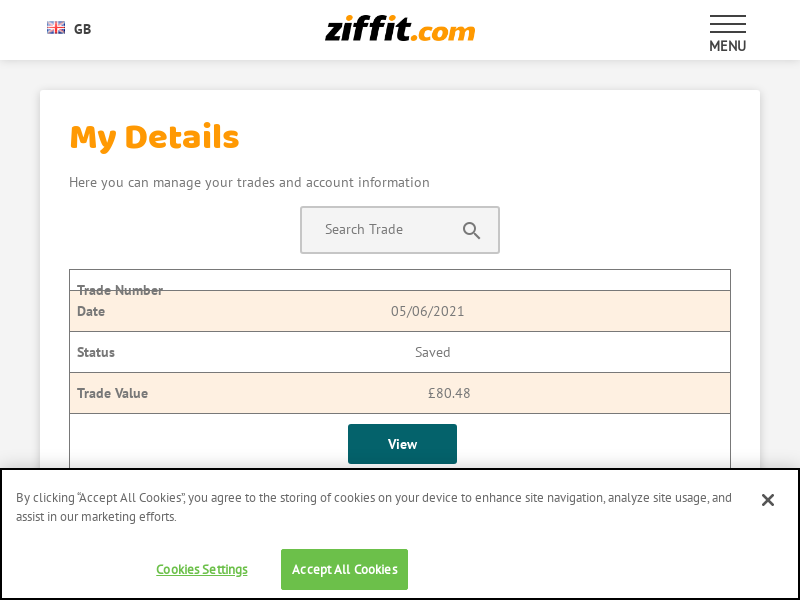 GB
ziffit.com
MENU
My Details
Here you can manage your trades and account information
Search Trade
Trade Number
Date 05/06/2021
Status Saved
Trade Value £80.48
View
By clicking “Accept All Cookies”, you agree to the storing of cookies on your device to enhance site navigation, analyze site usage, and
assist in our marketing efforts.
Cookies Settings
Accept All Cookies